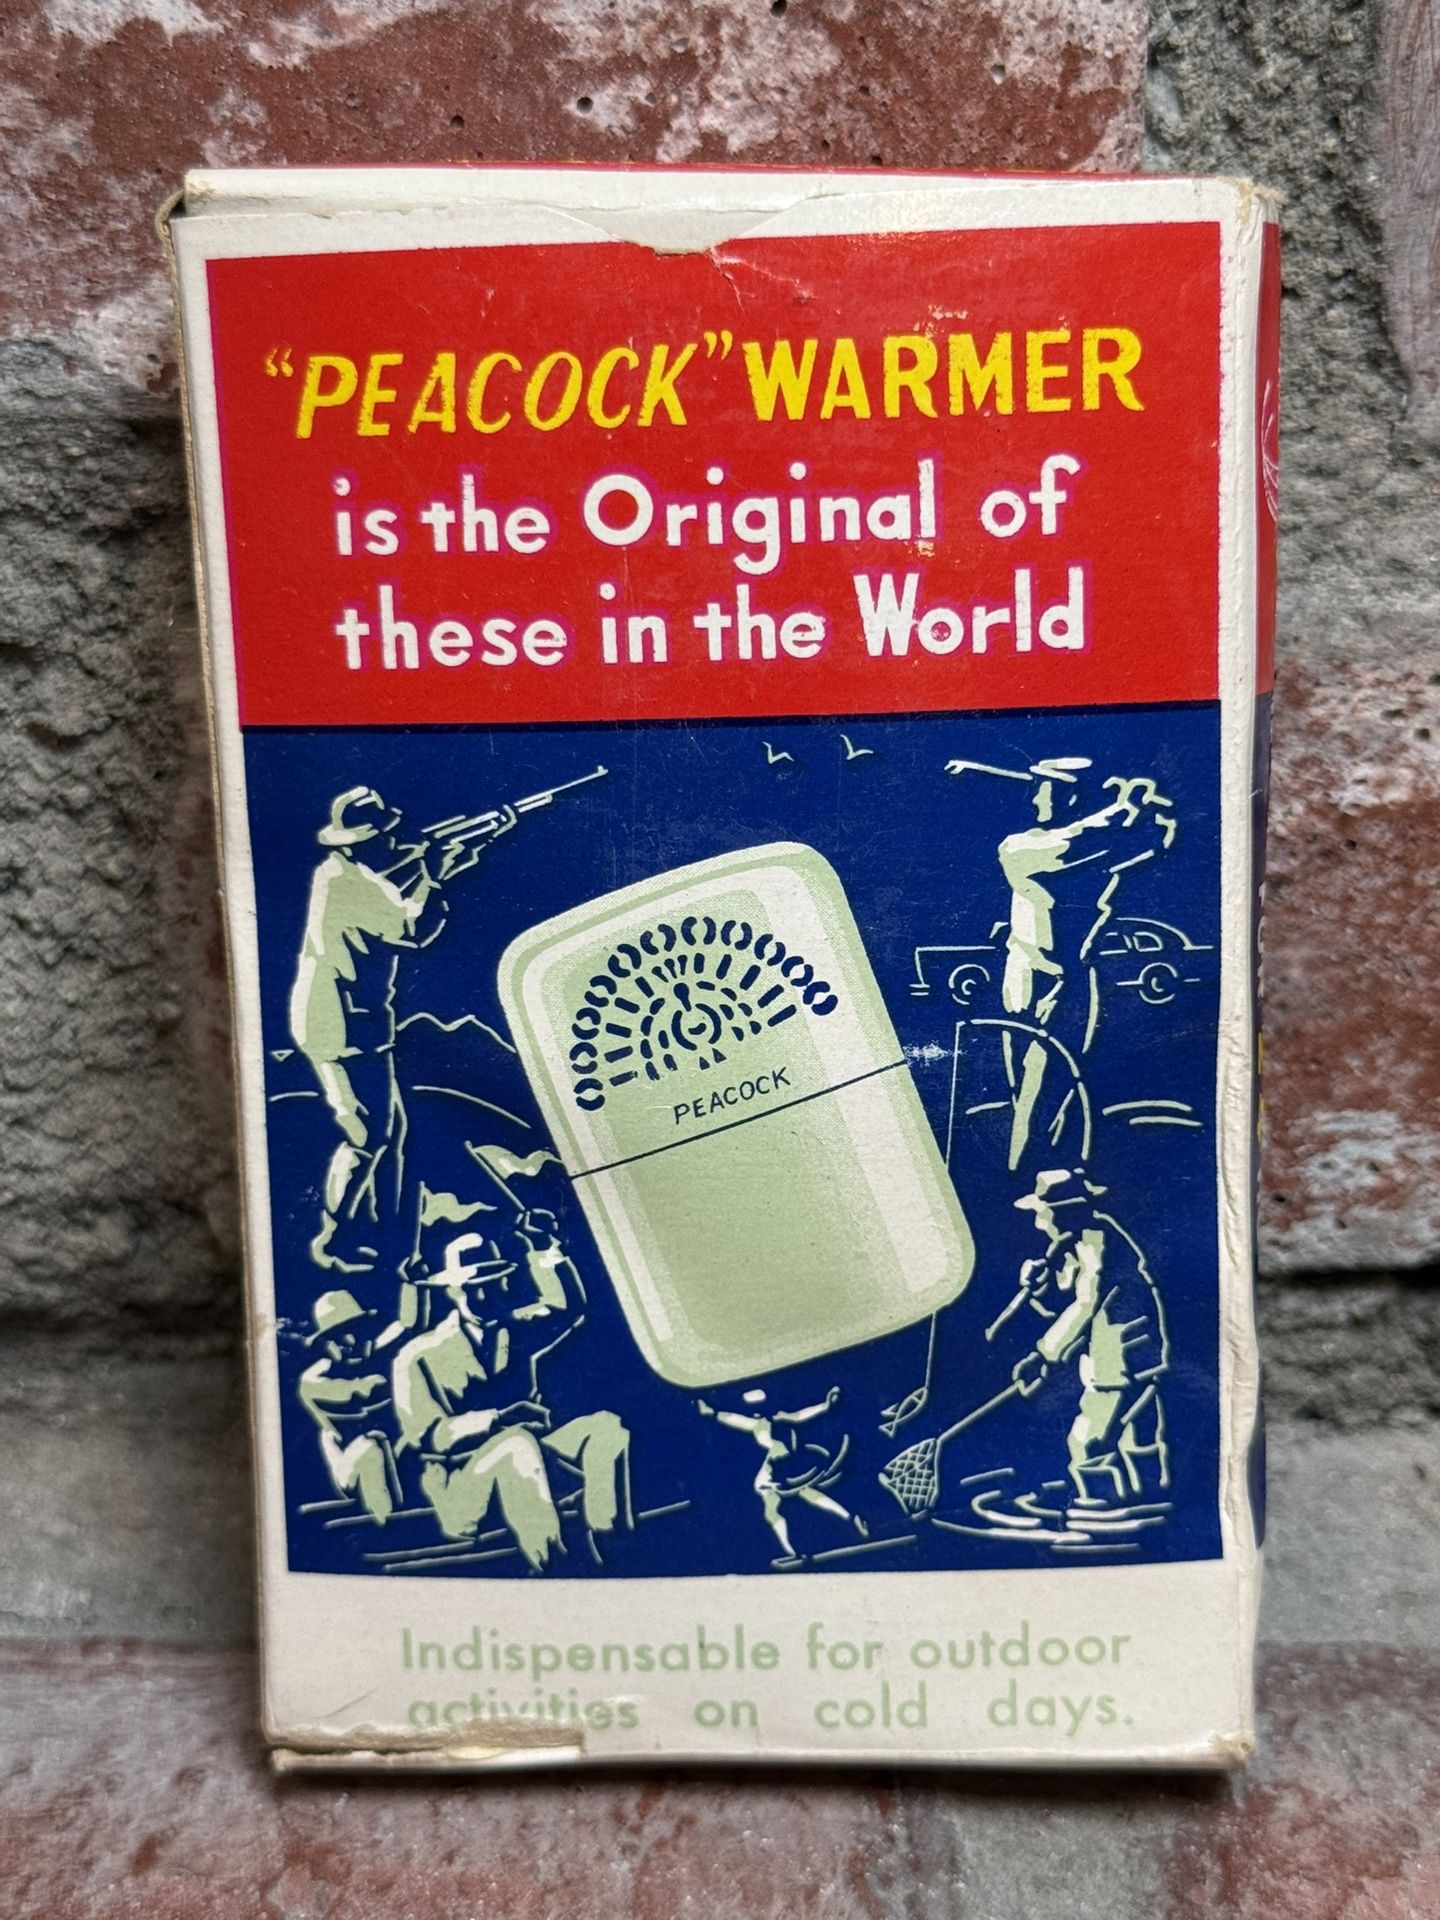 “PEACOCK” WARMER
is the Original of
these in the World
PEACOCK
Indispensable for outdoor
activities on cold days.